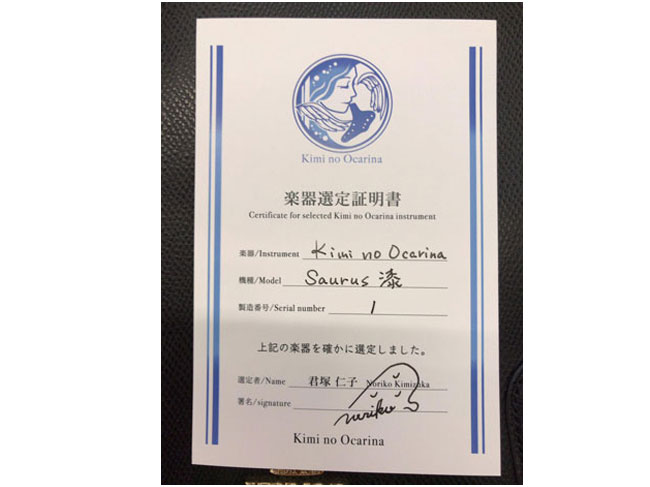 Kimi no Ocarina
楽器選定証明書
Certificate for selected Kimi no Ocarina instrument
楽器/Instrument Kimi no Ocarina
機種/Model Saurus 漆
製造番号/Serial number 1
上記の楽器を確かに選定しました。
選定者/Name 君塚 仁子 Noriko Kimizuka
署名/signature noriko
Kimi no Ocarina